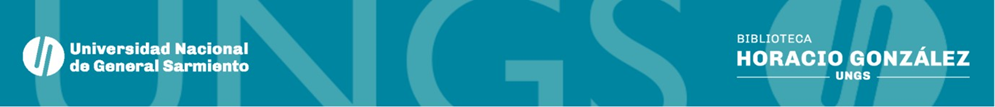 UNGS
Universidad Nacional
de General Sarmiento
BIBLIOTECA
HORACIO GONZÁLEZ
UNGS